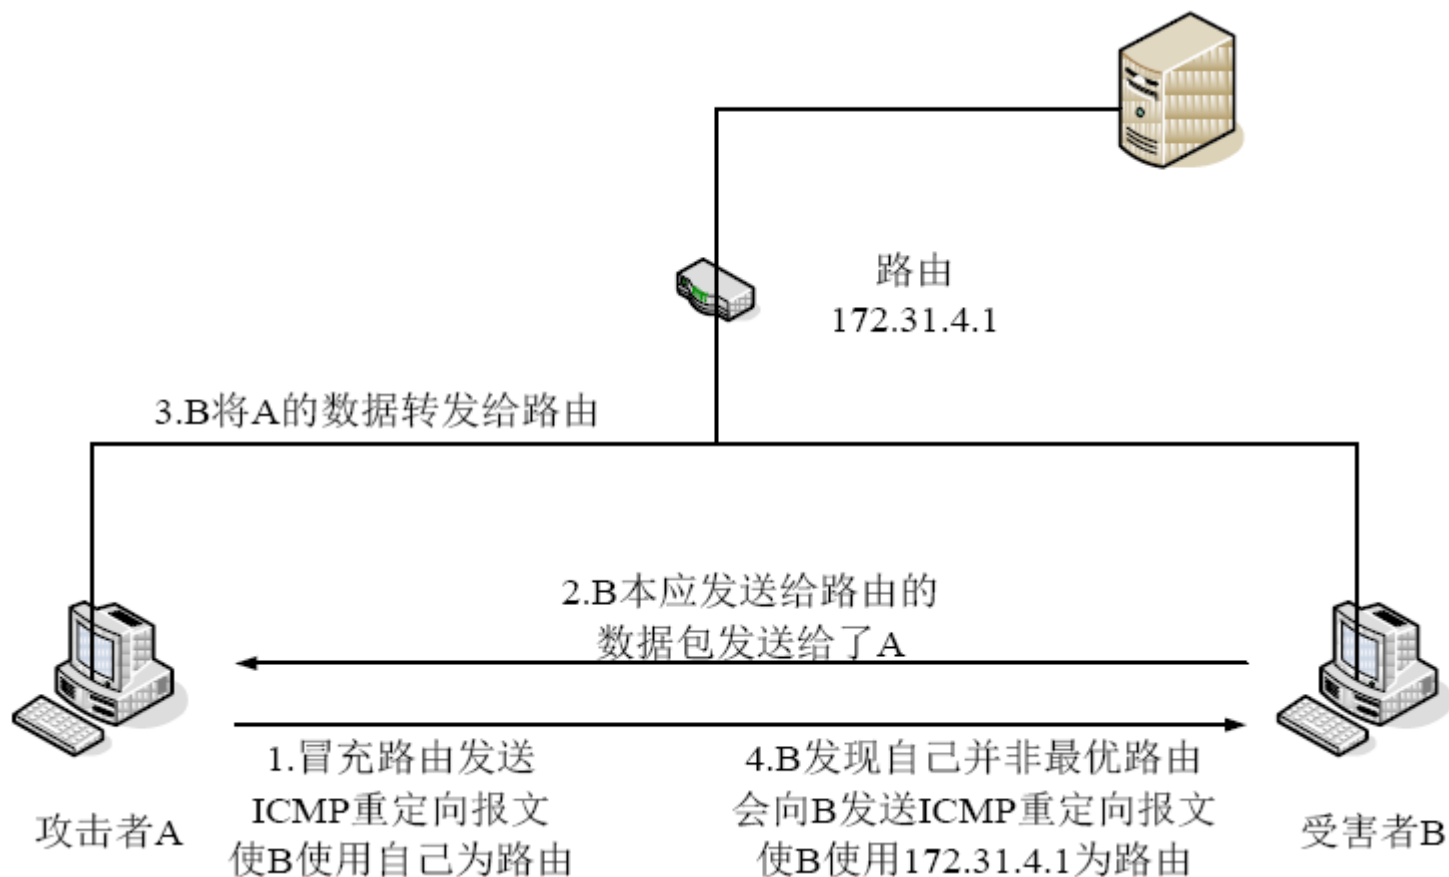 路由
172.31.4.1
3.B将A的数据转发给路由
2.B本应发送给路由的
数据包发送给了A
1.冒充路由发送
ICMP重定向报文
使B使用自己为路由
4.B发现自己并非最优路由
会向B发送ICMP重定向报文
使B使用172.31.4.1为路由
攻击者A
受害者B